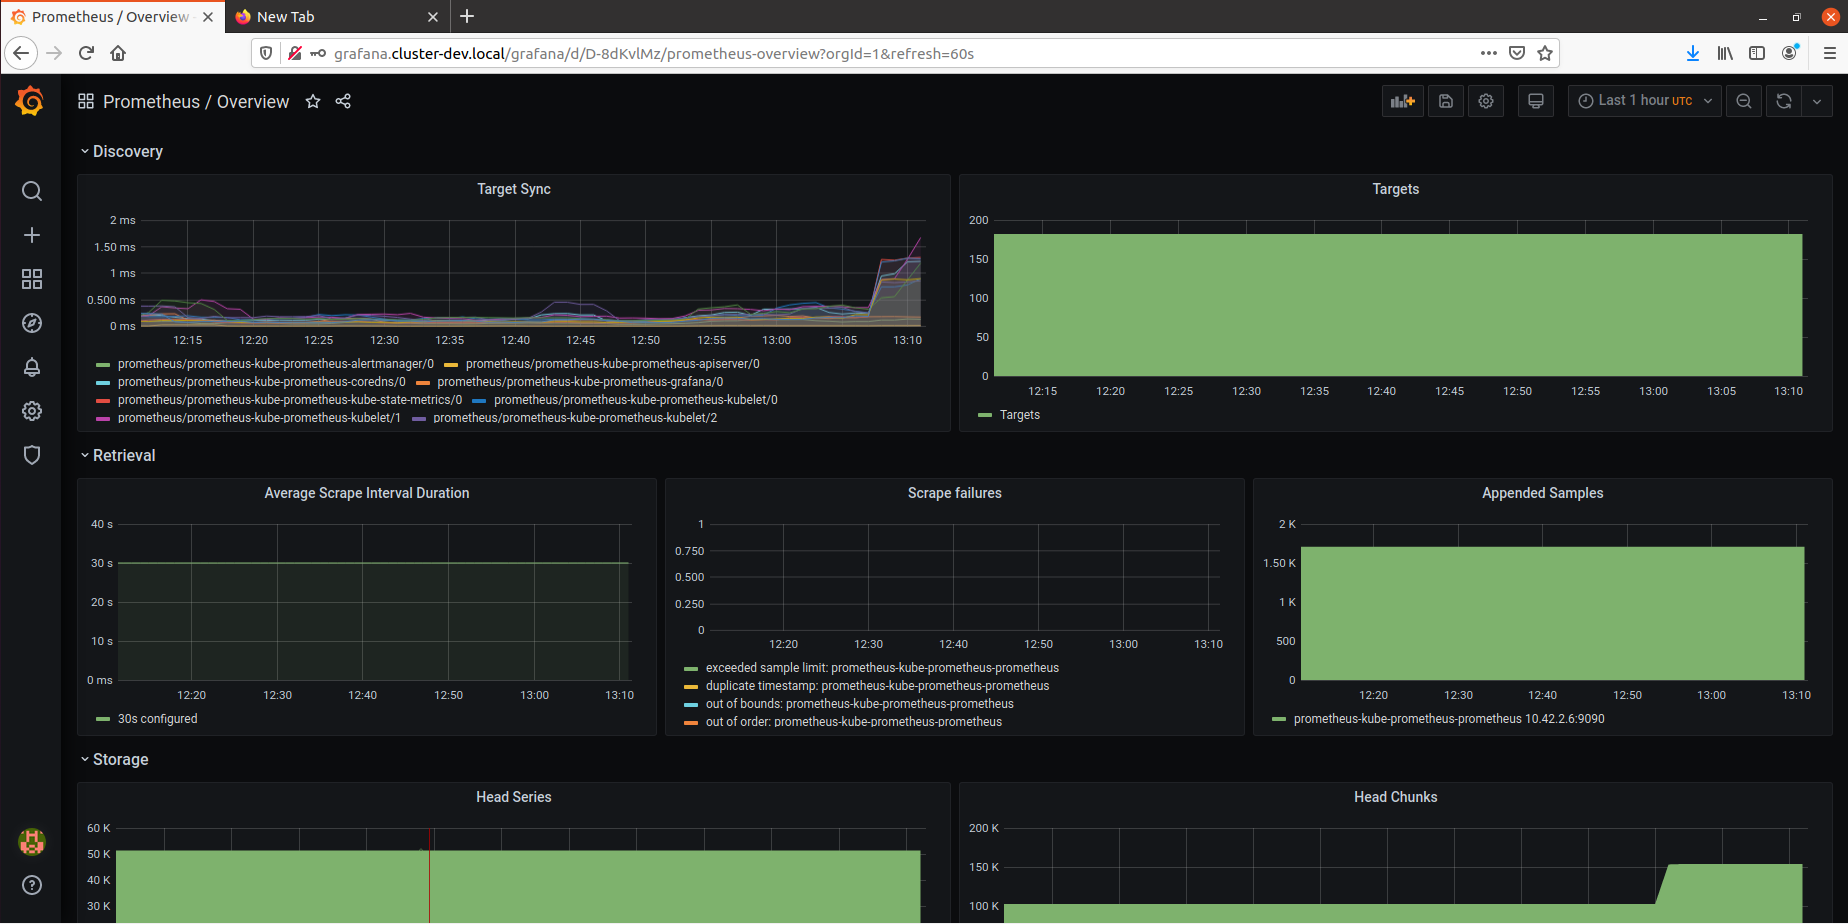 Prometheus / Overview
New Tab
grafana.cluster-dev.local/grafana/d/D-8dKvlMz/prometheus-overview?orgId=1&refresh=60s
Prometheus / Overview
Last 1 hour UTC
Discovery
Target Sync
2 ms
1.50 ms
1 ms
0.500 ms
0 ms
12:15 12:20 12:25 12:30 12:35 12:40 12:45 12:50 12:55 13:00 13:05 13:10
prometheus/prometheus-kube-prometheus-alertmanager/0 prometheus/prometheus-kube-prometheus-apiserver/0
prometheus/prometheus-kube-prometheus-coredns/0 prometheus/prometheus-kube-prometheus-grafana/0
prometheus/prometheus-kube-prometheus-kube-state-metrics/0 prometheus/prometheus-kube-prometheus-kubelet/0
prometheus/prometheus-kube-prometheus-kubelet/1 prometheus/prometheus-kube-prometheus-kubelet/2
Targets
200
150
100
50
0
12:15 12:20 12:25 12:30 12:35 12:40 12:45 12:50 12:55 13:00 13:05 13:10
Targets
Retrieval
Average Scrape Interval Duration
40 s
30 s
20 s
10 s
0 ms
12:20 12:30 12:40 12:50 13:00 13:10
30s configured
Scrape failures
1
0.750
0.500
0.250
0
12:20 12:30 12:40 12:50 13:00 13:10
exceeded sample limit: prometheus-kube-prometheus-prometheus
duplicate timestamp: prometheus-kube-prometheus-prometheus
out of bounds: prometheus-kube-prometheus-prometheus
out of order: prometheus-kube-prometheus-prometheus
Appended Samples
2 K
1.50 K
1 K
500
0
12:20 12:30 12:40 12:50 13:00 13:10
prometheus-kube-prometheus-prometheus 10.42.2.6:9090
Storage
Head Series
60 K
50 K
40 K
30 K
Head Chunks
200 K
150 K
100 K